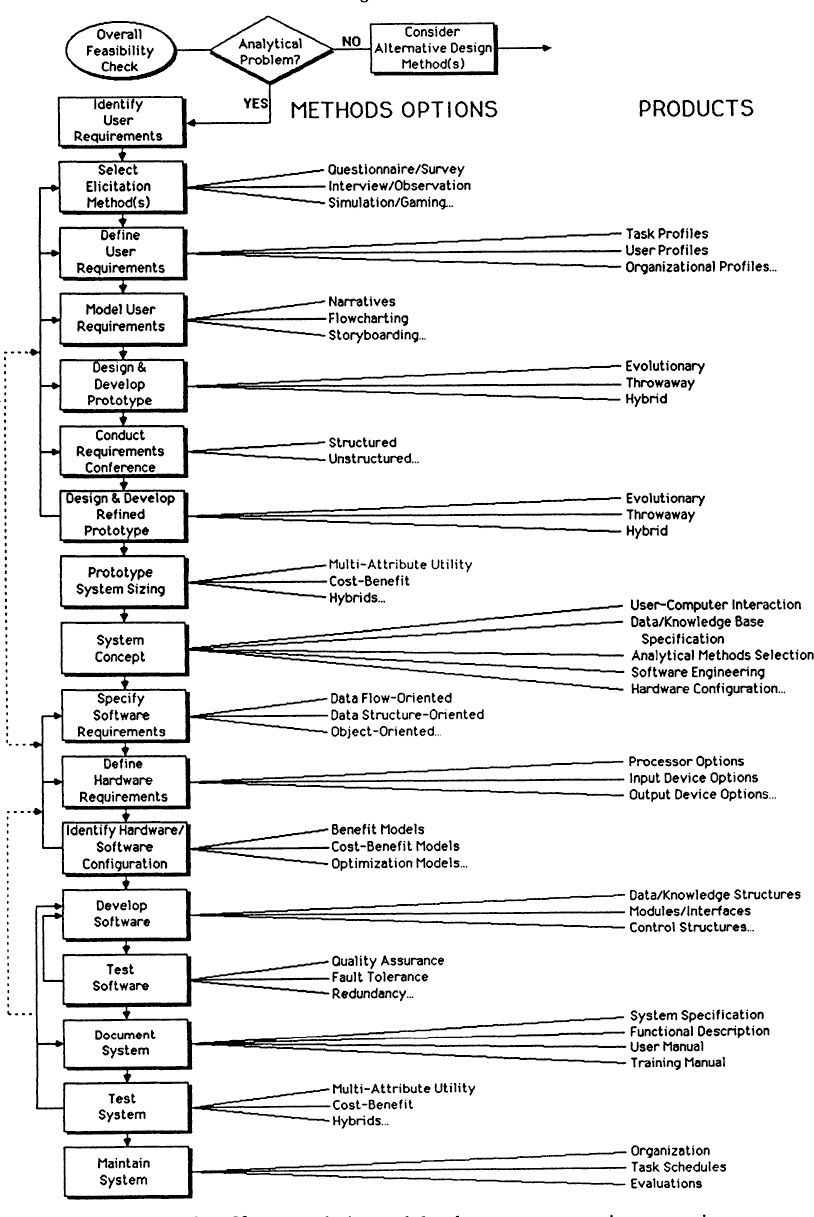 Overall
Feasibility
Check
Analytical
Problem?
NO
Consider
Alternative Design
Method(s)
YES
METHODS OPTIONS
PRODUCTS
Identify
User
Requirements
Select
Elicitation
Method(s)
Questionnaire/Survey
Interview/Observation
Simulation/Gaming...
Define
User
Requirements
Task Profiles
User Profiles
Organizational Profiles...
Model User
Requirements
Narratives
Flowcharting
Storyboarding...
Design &
Develop
Prototype
Evolutionary
Throwaway
Hybrid
Conduct
Requirements
Conference
Structured
Unstructured...
Design & Develop
Refined
Prototype
Evolutionary
Throwaway
Hybrid
Prototype
System Sizing
Multi-Attribute Utility
Cost-Benefit
Hybrids...
System
Concept
User-Computer Interaction
Data/Knowledge Base
Specification
Analytical Methods Selection
Software Engineering
Hardware Configuration...
Specify
Software
Requirements
Data Flow-Oriented
Data Structure-Oriented
Object-Oriented...
Define
Hardware
Requirements
Processor Options
Input Device Options
Output Device Options...
Identify Hardware/
Software
Configuration
Benefit Models
Cost-Benefit Models
Optimization Models...
Develop
Software
Data/Knowledge Structures
Modules/Interfaces
Control Structures...
Test
Software
Quality Assurance
Fault Tolerance
Redundancy...
Document
System
System Specification
Functional Description
User Manual
Training Manual
Test
System
Multi-Attribute Utility
Cost-Benefit
Hybrids...
Maintain
System
Organization
Task Schedules
Evaluations